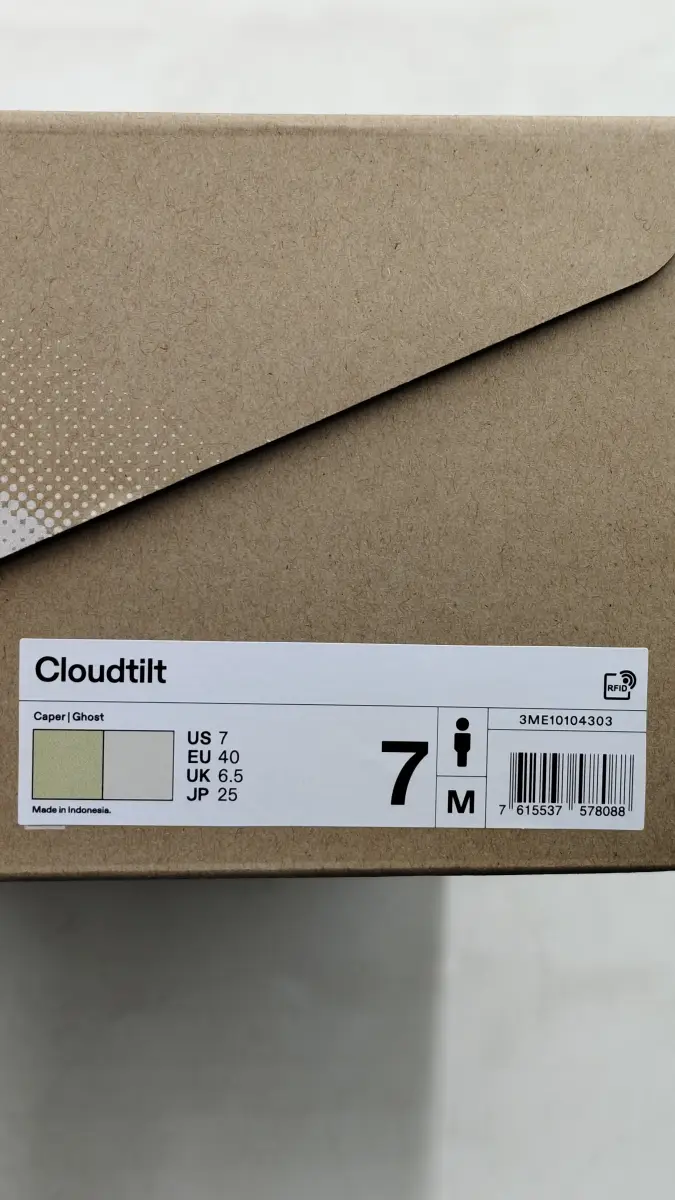 Cloudtilt
RFID
Caper | Ghost
US 7
EU 40
UK 6.5
JP 25
Made in Indonesia.
7
M
3ME10104303
7 615537 578088